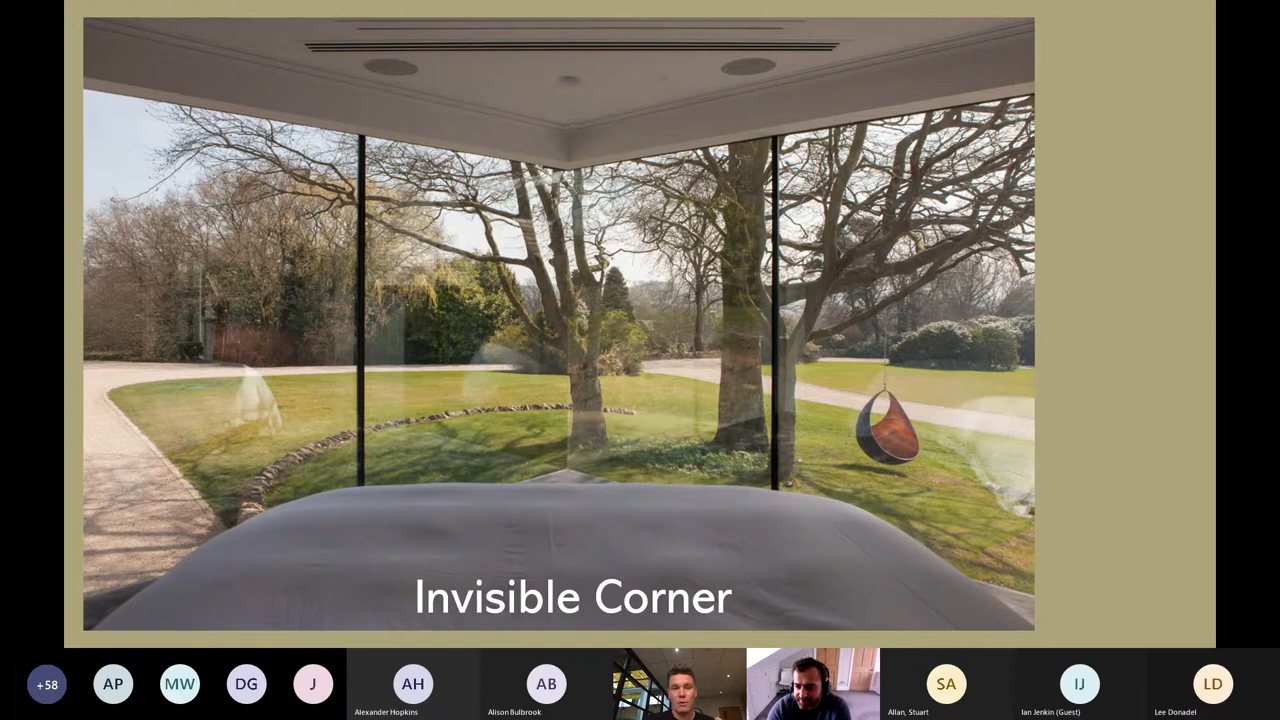 Invisible Corner
+58
AP
MW
DG
J
AH
Alexander Hopkins
AB
Alison Bulbrook
SA
Allan, Stuart
IJ
Ian Jenkin (Guest)
LD
Lee Donadel